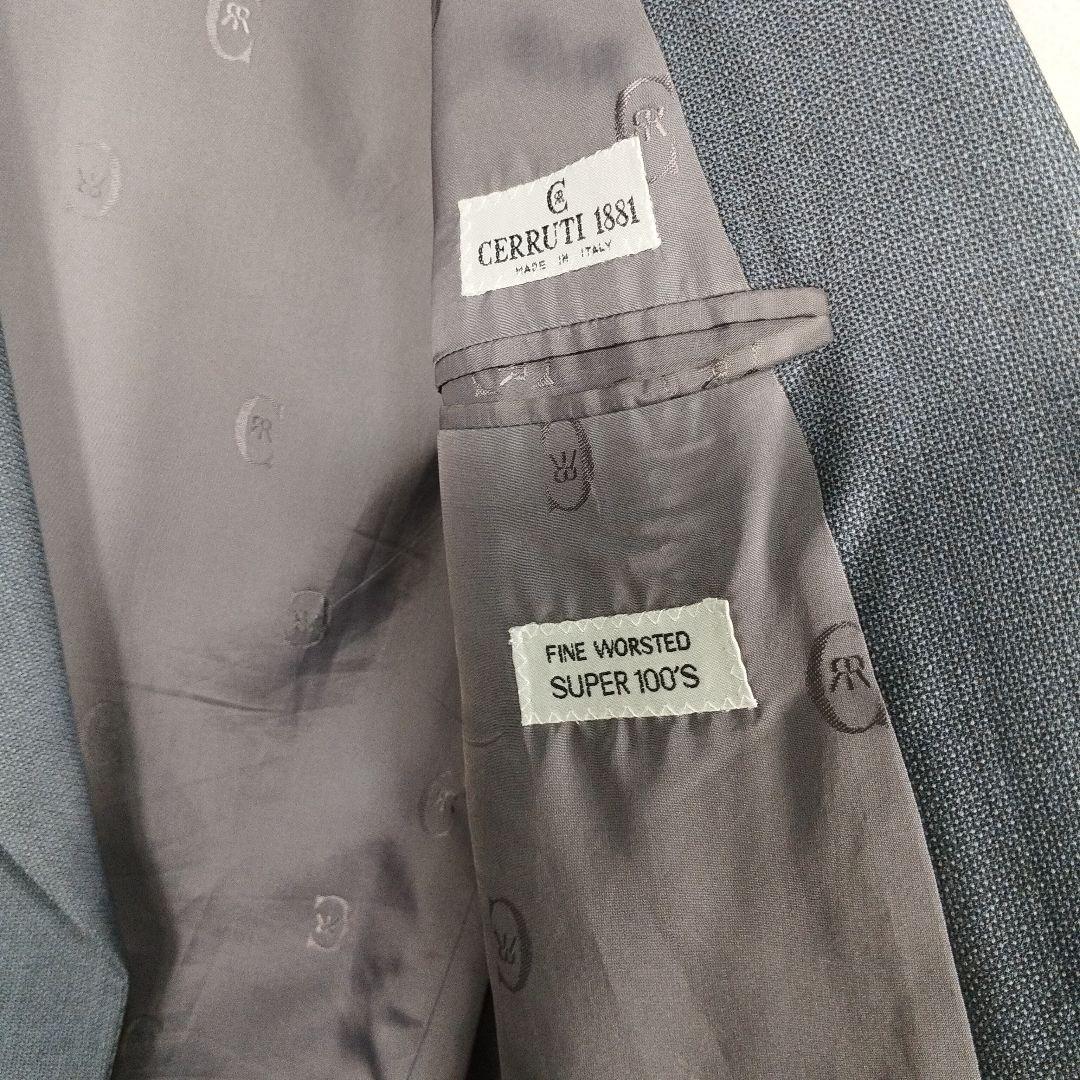 CERRUTI 1881
MADE IN ITALY
FINE WORSTED
SUPER 100'S